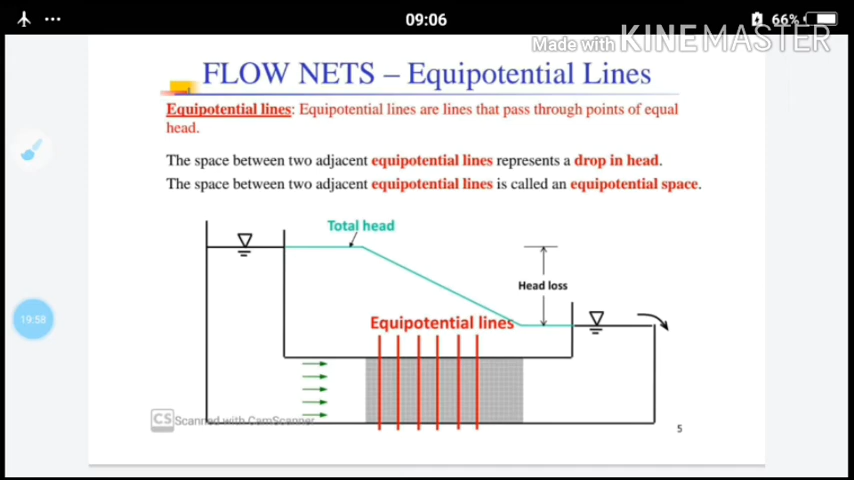 09:06
66%
Made with KINEMASTER
FLOW NETS – Equipotential Lines
Equipotential lines: Equipotential lines are lines that pass through points of equal
head.
The space between two adjacent equipotential lines represents a drop in head.
The space between two adjacent equipotential lines is called an equipotential space.
Total head
Head loss
19:58
Equipotential lines
CS Scanned with CamScanner
5